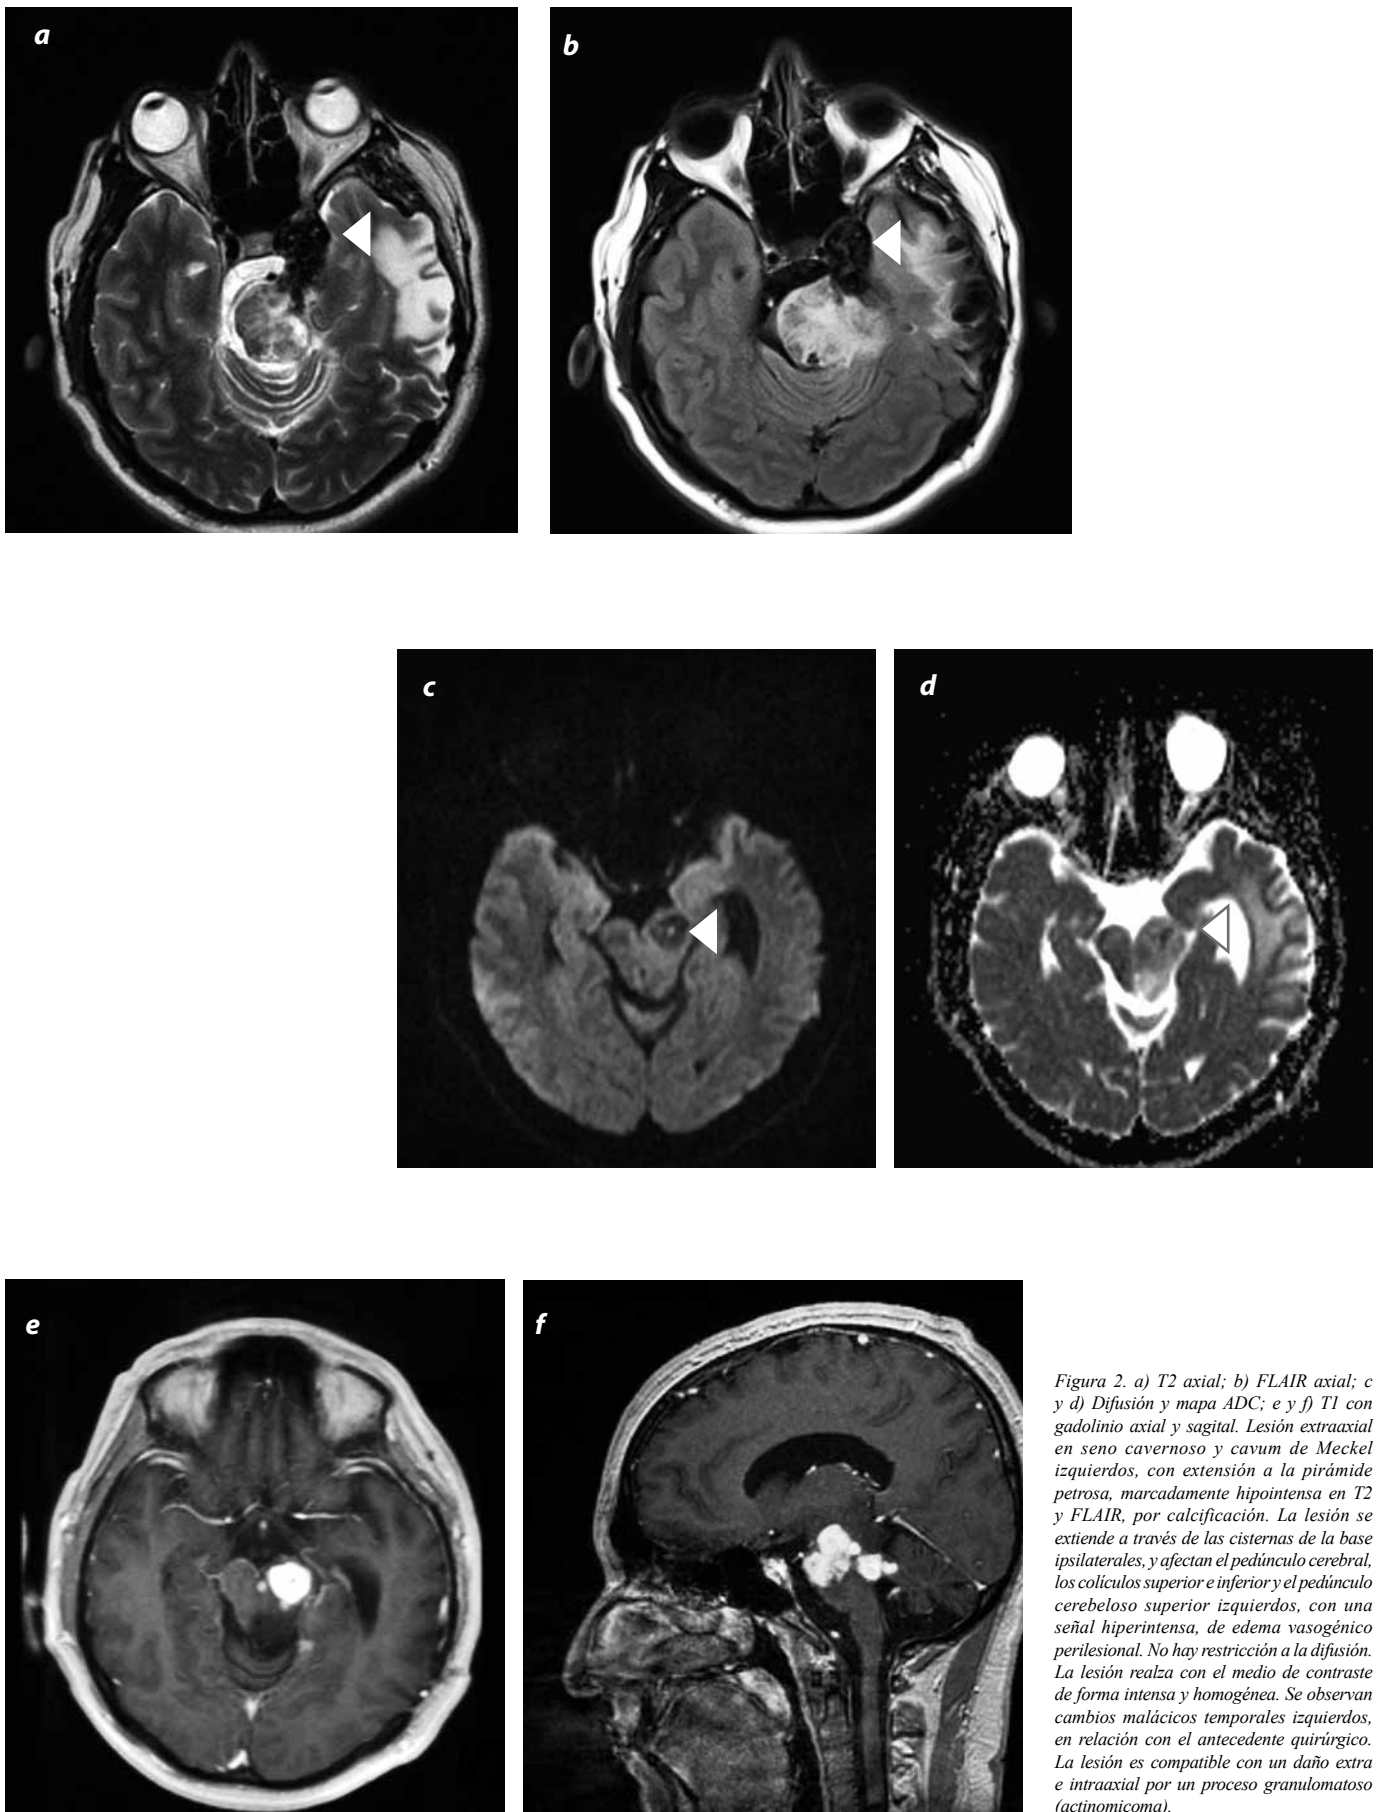 a
b
c
d
e
f
Figura 2. a) T2 axial; b) FLAIR axial; c
y d) Difusión y mapa ADC; e y f) T1 con
gadolinio axial y sagital. Lesión extraaxial
en seno cavernoso y cavum de Meckel
izquierdos, con extensión a la pirámide
petrosa, marcadamente hipointensa en T2
y FLAIR, por calcificación. La lesión se
extiende a través de las cisternas de la base
ipsilaterales, y afectan el pedúnculo cerebral,
los colículos superior e inferior y el pedúnculo
cerebeloso superior izquierdos, con una
señal hiperintensa, de edema vasogénico
perilesional. No hay restricción a la difusión.
La lesión realza con el medio de contraste
de forma intensa y homogénea. Se observan
cambios malácicos temporales izquierdos,
en relación con el antecedente quirúrgico.
La lesión es compatible con un daño extra
e intraaxial por un proceso granulomatoso
(actinomicoma).